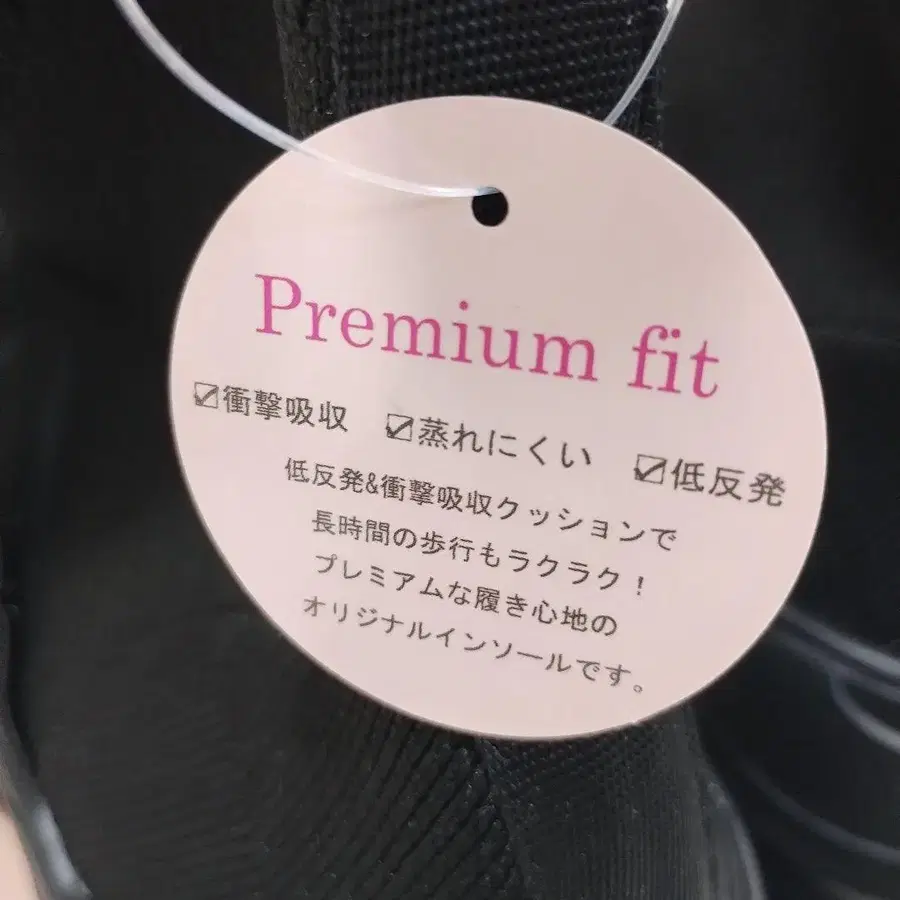 Premium fit
☑衝撃吸収 ☑蒸れにくい ☑低反発
低反発&衝撃吸収クッションで
長時間の歩行もラクラク！
プレミアムな履き心地の
オリジナルインソールです。